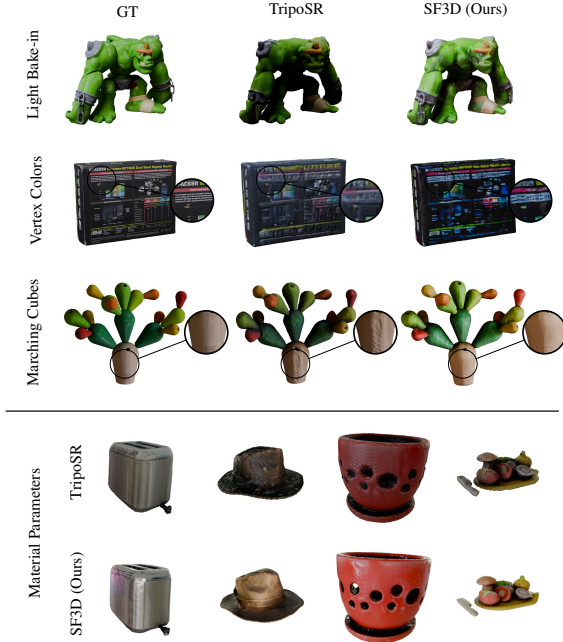 GT
TripoSR
SF3D (Ours)
Light Bake-in
Vertex Colors
Marching Cubes
Material Parameters
TripoSR
SF3D (Ours)